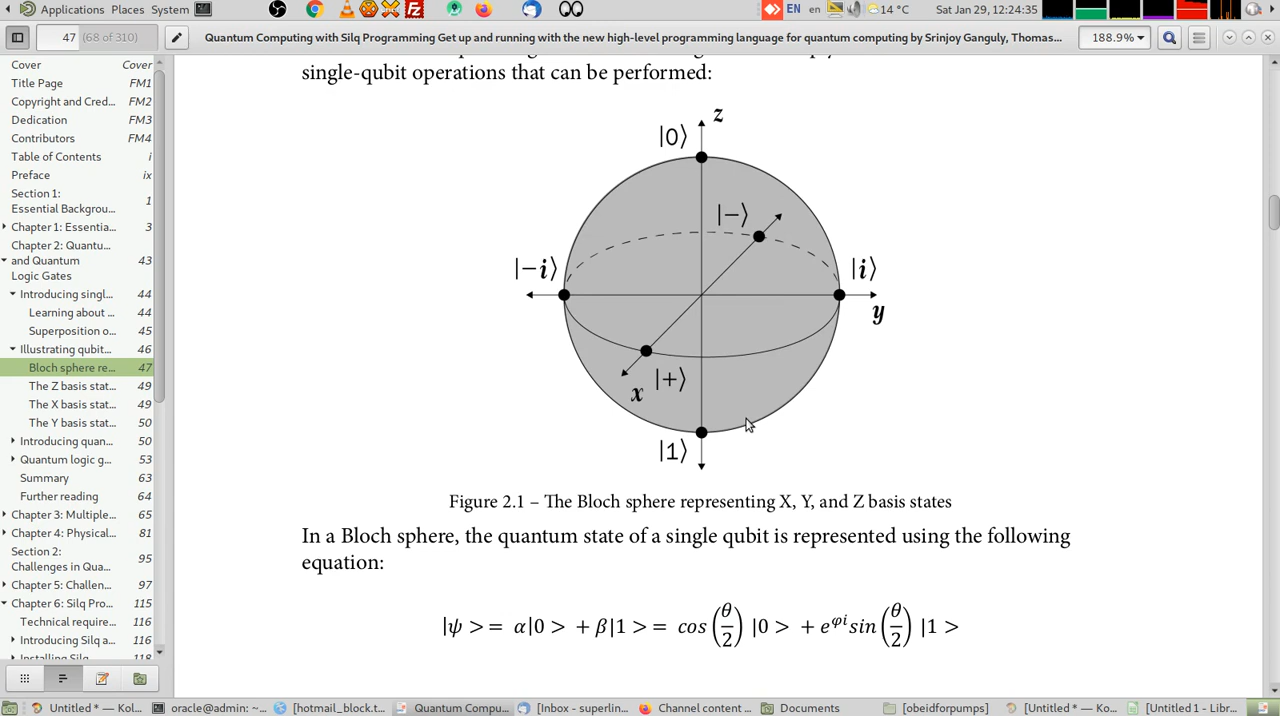 Applications Places System EN en 14 °C Sat Jan 29, 12:24:35
47 (68 of 310) Quantum Computing with Silq Programming Get up and running with the new high-level programming language for quantum computing by Srinjoy Ganguly, Thomas... 188.9%
Cover Cover
Title Page FM1
Copyright and Cred... FM2
Dedication FM3
Contributors FM4
Table of Contents i
Preface ix
Section 1:
Essential Backgrou... 1
Chapter 1: Essentia... 3
Chapter 2: Quantu...
and Quantum 43
Logic Gates
Introducing singl... 44
Learning about ... 44
Superposition o... 45
Illustrating qubit... 46
Bloch sphere re... 47
The Z basis stat... 49
The X basis stat... 49
The Y basis stat... 50
Introducing quan... 50
Quantum logic g... 53
Summary 63
Further reading 64
Chapter 3: Multiple... 65
Chapter 4: Physical... 81
Section 2:
Challenges in Qua... 95
Chapter 5: Challen... 97
Chapter 6: Silq Pro... 115
Technical require... 116
Introducing Silq a... 116
Installing Silq 118
single-qubit operations that can be performed:
z
|0⟩
|−⟩
|−i⟩
|i⟩
y
|+⟩
x
|1⟩
Figure 2.1 – The Bloch sphere representing X, Y, and Z basis states
In a Bloch sphere, the quantum state of a single qubit is represented using the following
equation:
|ψ >= α|0 > +β|1 >= cos(θ/2) |0 > +e^φi sin(θ/2) |1 >
Untitled * — Kol... oracle@admin: ~... [hotmail_block.t... Quantum Compu... [Inbox - superlin... Channel content ... Documents [obeidforpumps] [Untitled * — Ko... [Untitled 1 - Libr...